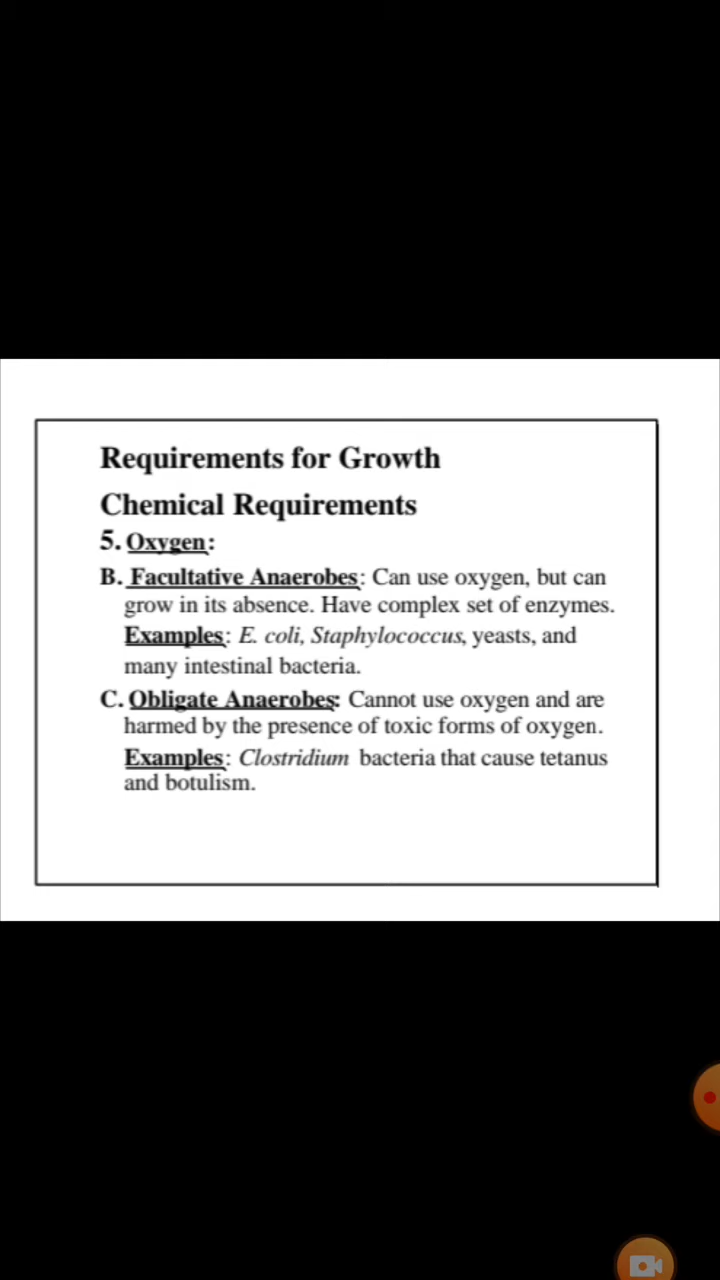 Requirements for Growth
Chemical Requirements
5. Oxygen:
B. Facultative Anaerobes: Can use oxygen, but can
grow in its absence. Have complex set of enzymes.
Examples: E. coli, Staphylococcus, yeasts, and
many intestinal bacteria.
C. Obligate Anaerobes: Cannot use oxygen and are
harmed by the presence of toxic forms of oxygen.
Examples: Clostridium bacteria that cause tetanus
and botulism.